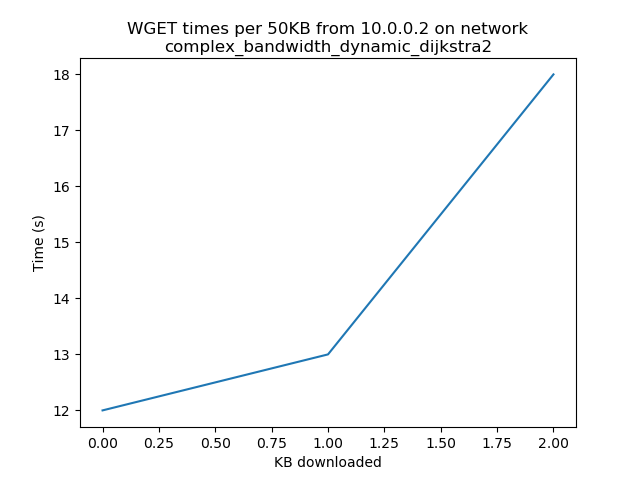 WGET times per 50KB from 10.0.0.2 on network
complex_bandwidth_dynamic_dijkstra2
18
17
16
15
14
13
12
Time (s)
0.00 0.25 0.50 0.75 1.00 1.25 1.50 1.75 2.00
KB downloaded